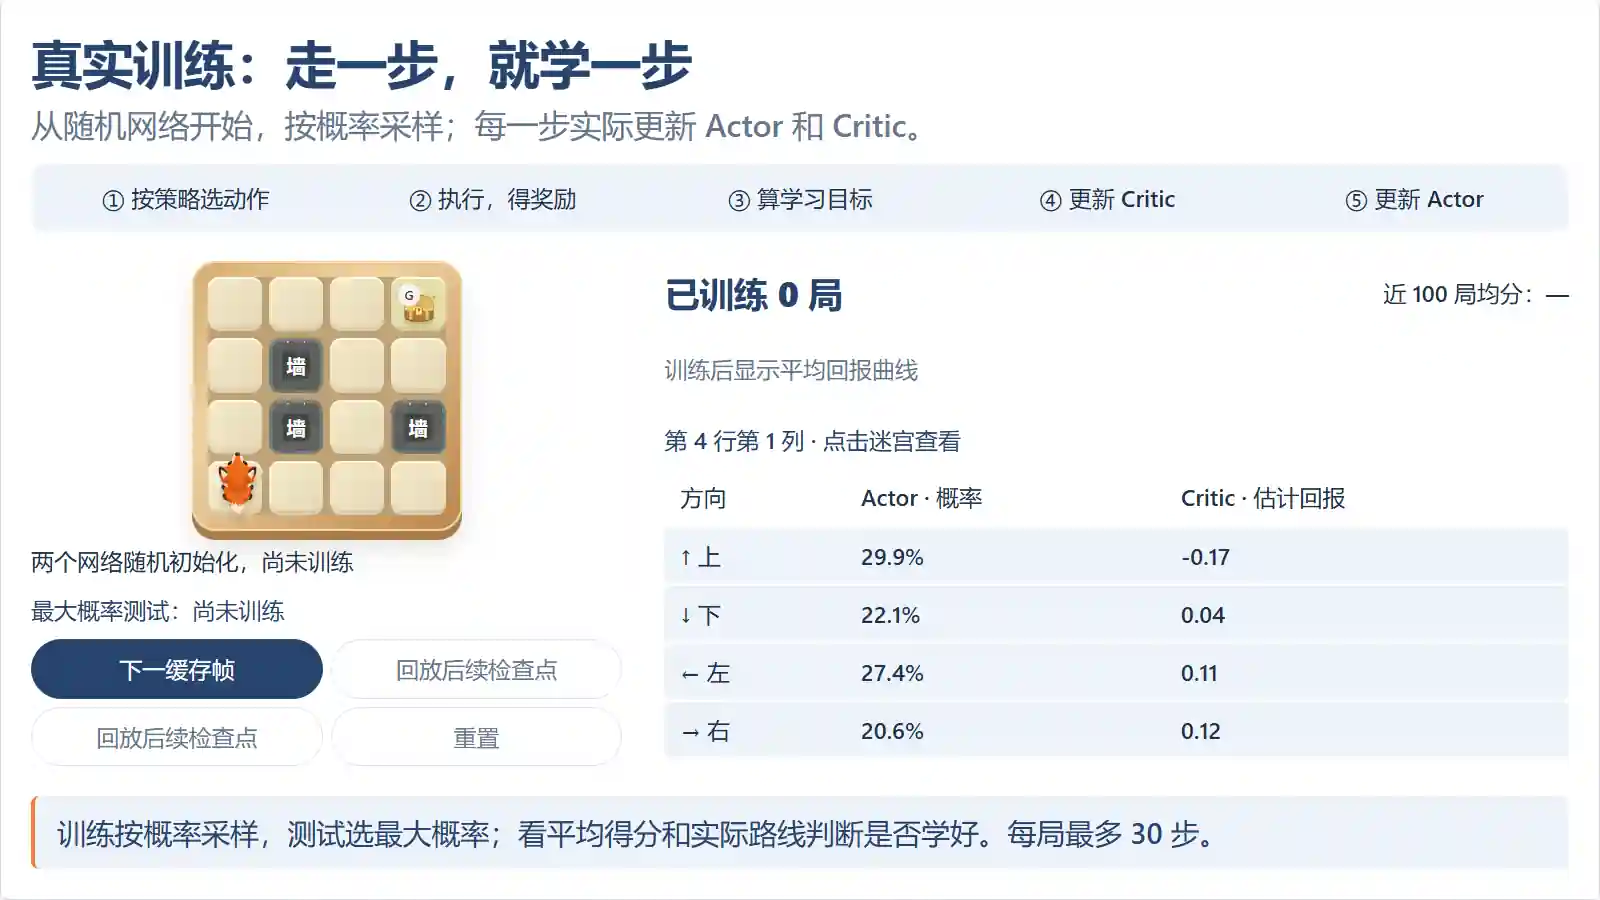 真实训练：走一步，就学一步
从随机网络开始，按概率采样；每一步实际更新 Actor 和 Critic。
① 按策略选动作 ② 执行，得奖励 ③ 算学习目标 ④ 更新 Critic ⑤ 更新 Actor
G
墙
墙 墙
两个网络随机初始化，尚未训练
最大概率测试：尚未训练
下一缓存帧 回放后续检查点
回放后续检查点 重置
已训练 0 局 近 100 局均分：—
训练后显示平均回报曲线
第 4 行第 1 列 · 点击迷宫查看
方向 Actor · 概率 Critic · 估计回报
↑ 上 29.9% -0.17
↓ 下 22.1% 0.04
← 左 27.4% 0.11
→ 右 20.6% 0.12
训练按概率采样，测试选最大概率；看平均得分和实际路线判断是否学好。每局最多 30 步。